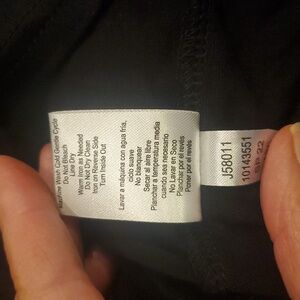 Machine Wash Cold Gentle Cycle
Do Not Bleach
Line Dry
Warm Iron as Needed
Do Not Dry Clean
Iron on Reverse Side
Turn Inside Out
Lavar a máquina con agua fría,
ciclo suave
No blanquear
Secar al aire libre
Planchar a temperatura media
cuando sea necesario
No Lavar en Seco
Planchar por el revés
Poner por el revés
J58011
10143551
SP 22